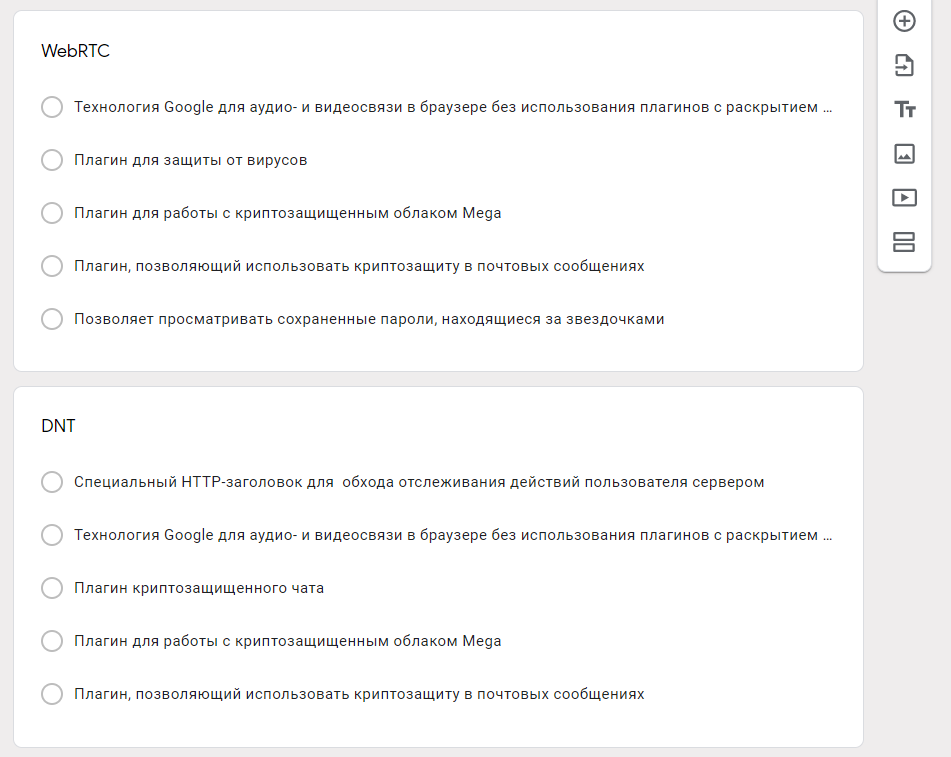 WebRTC
Технология Google для аудио- и видеосвязи в браузере без использования плагинов с раскрытием ...
Плагин для защиты от вирусов
Плагин для работы с криптозащищенным облаком Mega
Плагин, позволяющий использовать криптозащиту в почтовых сообщениях
Позволяет просматривать сохраненные пароли, находящиеся за звездочками
DNT
Специальный HTTP-заголовок для  обхода отслеживания действий пользователя сервером
Технология Google для аудио- и видеосвязи в браузере без использования плагинов с раскрытием ...
Плагин криптозащищенного чата
Плагин для работы с криптозащищенным облаком Mega
Плагин, позволяющий использовать криптозащиту в почтовых сообщениях